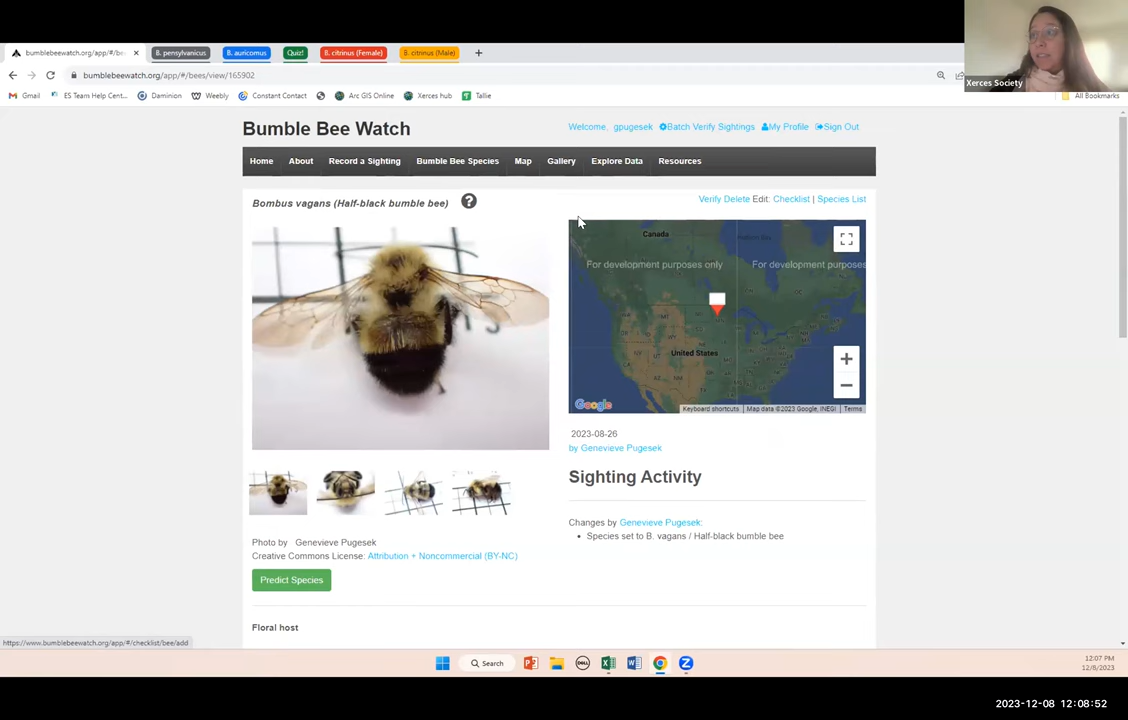 bumblebeewatch.org/app/#/be
B. pensylvanicus
B. auricomus
Quiz!
B. citrinus (Female)
B. citrinus (Male)
bumblebeewatch.org/app/#/bees/view/165902
Xerces Society
Gmail
ES Team Help Cent...
Daminion
Weebly
Constant Contact
Arc GIS Online
Xerces hub
Tallie
All Bookmarks
Bumble Bee Watch
Welcome, gpugesek Batch Verify Sightings My Profile Sign Out
Home About Record a Sighting Bumble Bee Species Map Gallery Explore Data Resources
Bombus vagans (Half-black bumble bee) ?
Verify Delete Edit: Checklist | Species List
Canada
Hudson Bay
For development purposes only
For development purposes
United States
Google
Keyboard shortcuts Map data ©2023 Google, INEGI Terms
2023-08-26
by Genevieve Pugesek
Sighting Activity
Changes by Genevieve Pugesek:
Species set to B. vagans / Half-black bumble bee
Photo by Genevieve Pugesek
Creative Commons License: Attribution + Noncommercial (BY-NC)
Predict Species
Floral host
https://www.bumblebeewatch.org/app/#/checklist/bee/add
Search
12:07 PM
12/8/2023
2023-12-08 12:08:52